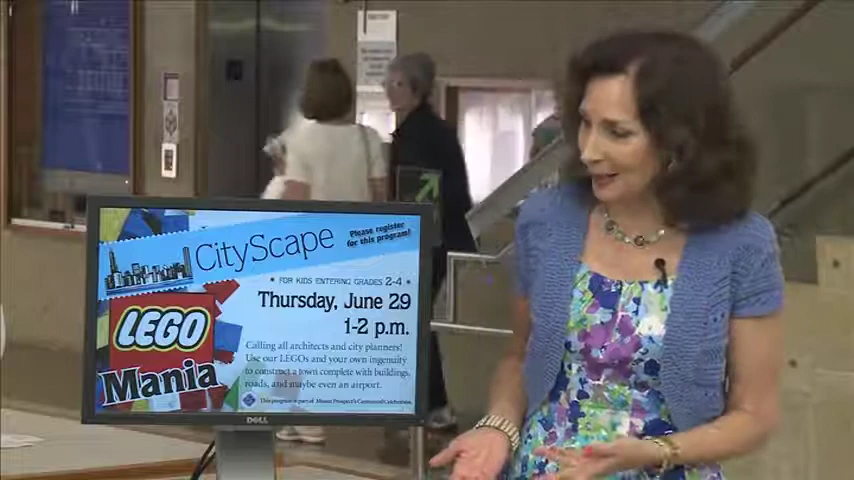 CityScape
Please register
for this program!
FOR KIDS ENTERING GRADES 2-4
Thursday, June 29
1-2 p.m.
LEGO
Mania
Calling all architects and city planners!
Use our LEGOs and your own ingenuity
to construct a town complete with buildings,
roads, and maybe even an airport.
This program is part of Mount Prospect's Centennial Celebration.
DELL